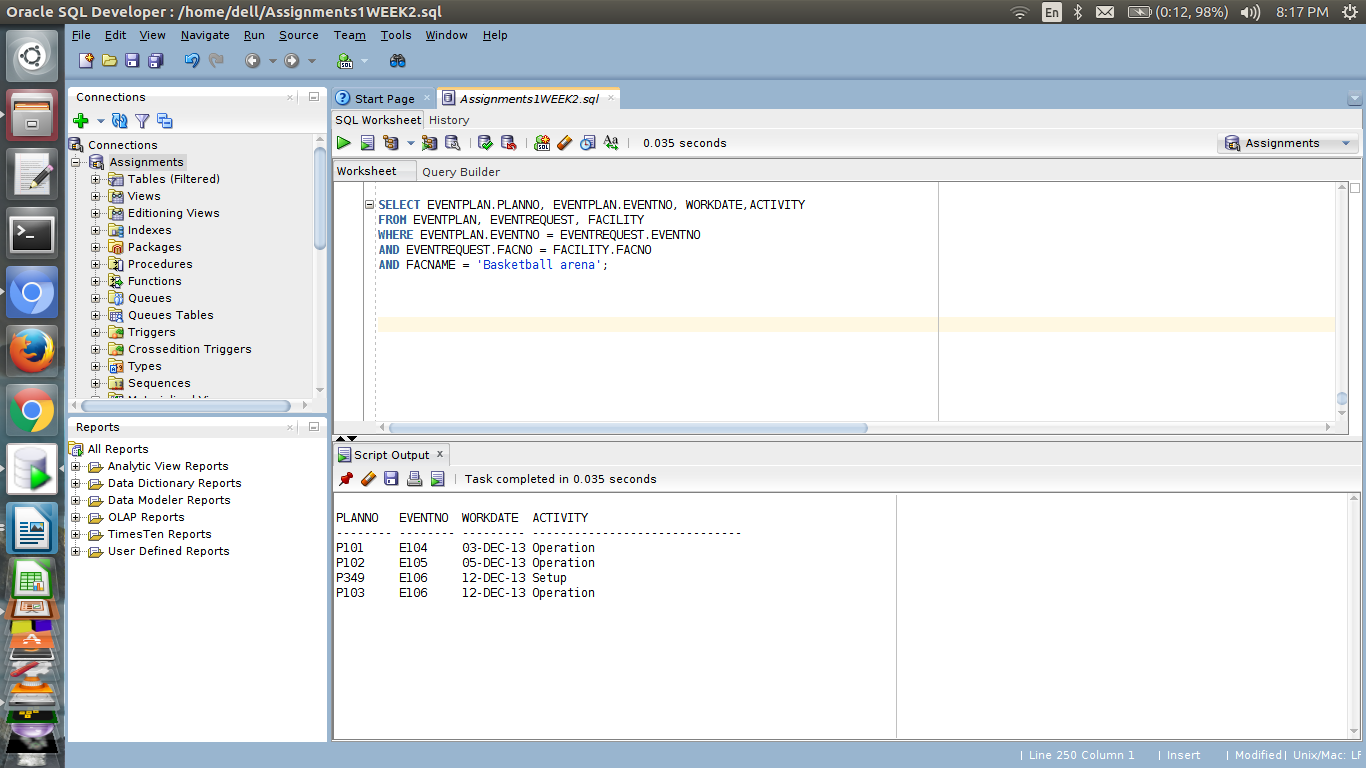 Oracle SQL Developer : /home/dell/Assignments1WEEK2.sql
En
(0:12, 98%)
8:17 PM
File Edit View Navigate Run Source Team Tools Window Help
Connections
Connections
Assignments
Tables (Filtered)
Views
Editioning Views
Indexes
Packages
Procedures
Functions
Queues
Queues Tables
Triggers
Crossedition Triggers
Types
Sequences
Reports
All Reports
Analytic View Reports
Data Dictionary Reports
Data Modeler Reports
OLAP Reports
TimesTen Reports
User Defined Reports
Start Page
Assignments1WEEK2.sql
SQL Worksheet History
0.035 seconds
Assignments
Worksheet Query Builder
SELECT EVENTPLAN.PLANNO, EVENTPLAN.EVENTNO, WORKDATE,ACTIVITY
FROM EVENTPLAN, EVENTREQUEST, FACILITY
WHERE EVENTPLAN.EVENTNO = EVENTREQUEST.EVENTNO
AND EVENTREQUEST.FACNO = FACILITY.FACNO
AND FACNAME = 'Basketball arena';
Script Output
Task completed in 0.035 seconds
PLANNO EVENTNO WORKDATE ACTIVITY
-------- -------- --------- ------------------------------
P101 E104 03-DEC-13 Operation
P102 E105 05-DEC-13 Operation
P349 E106 12-DEC-13 Setup
P103 E106 12-DEC-13 Operation
Line 250 Column 1 | Insert | Modified | Unix/Mac: LF